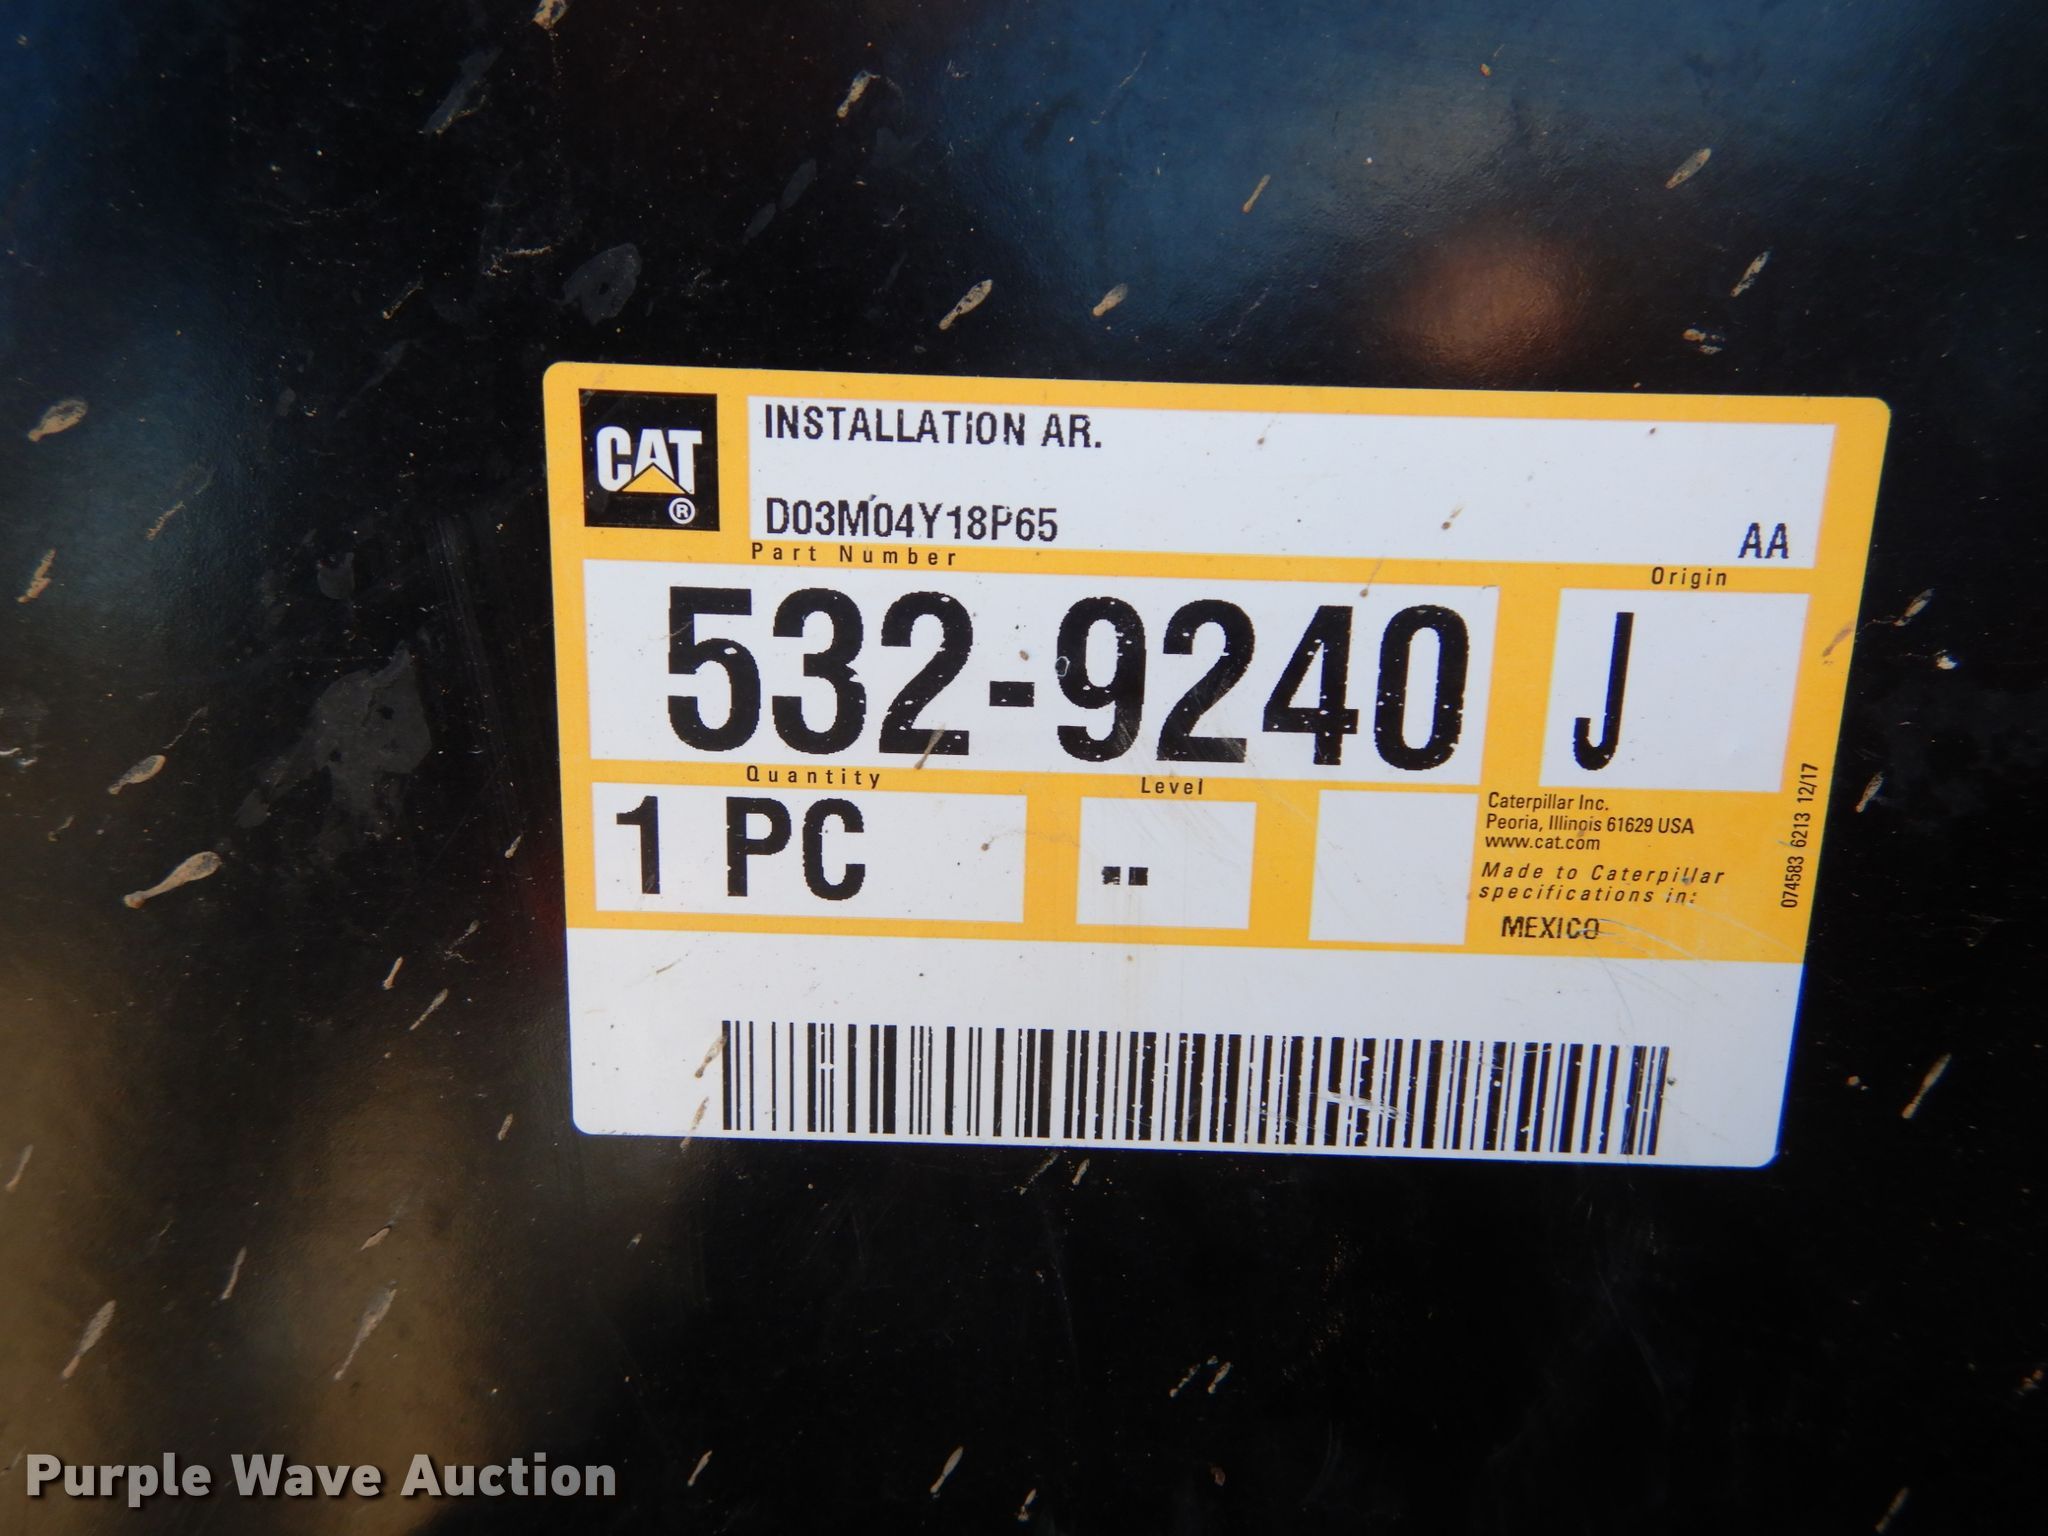 CAT ®
INSTALLATION AR.
D03M04Y18P65 AA
Part Number
Origin
532-9240 J
Quantity
Level
1 PC --
Caterpillar Inc.
Peoria, Illinois 61629 USA
www.cat.com
Made to Caterpillar
specifications in:
MEXICO
074583 6213 12/17
Purple Wave Auction